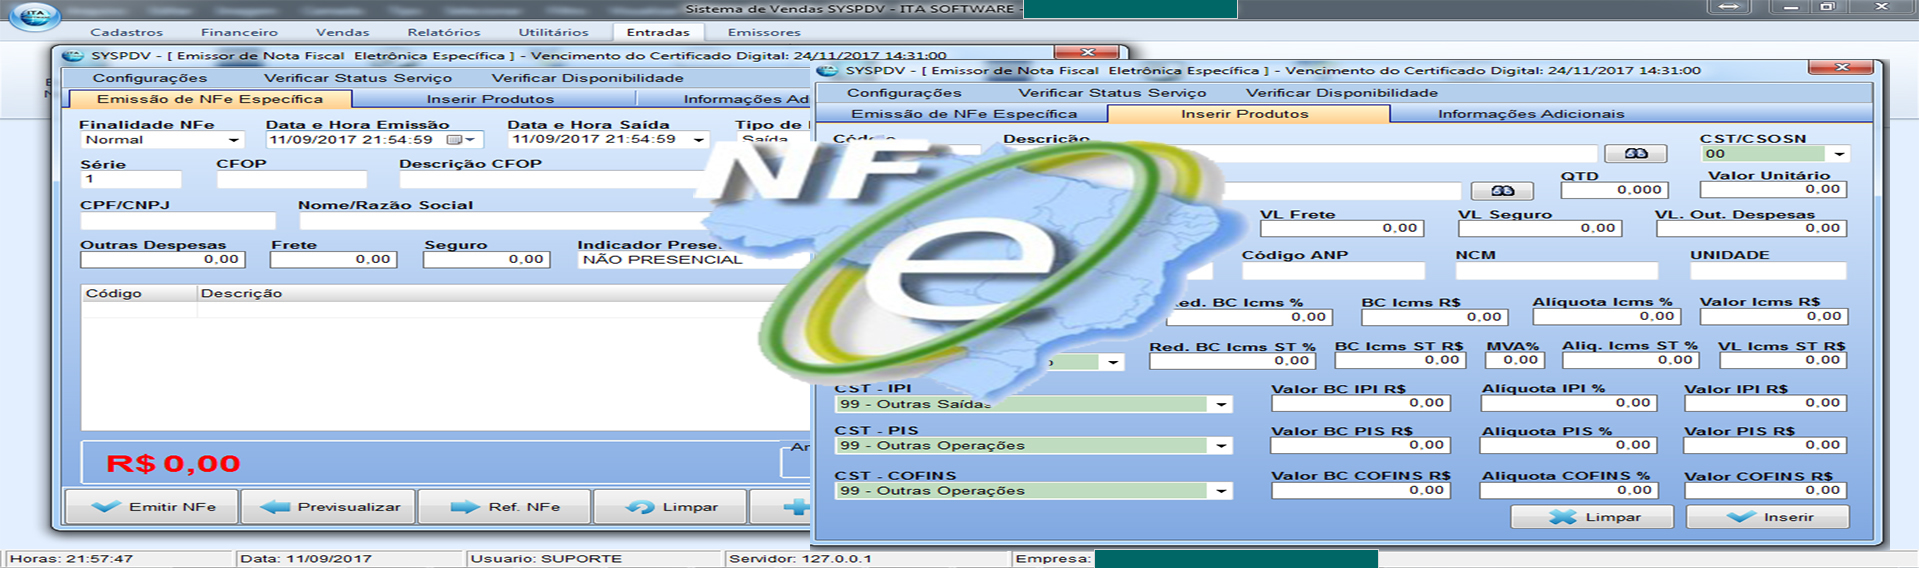 Sistema de Vendas SYSPDV - ITA SOFTWARE -
ITA
Cadastros Financeiro Vendas Relatórios Utilitários Entradas Emissores
SYSPDV - [ Emissor de Nota Fiscal Eletrônica Específica ] - Vencimento do Certificado Digital: 24/11/2017 14:31:00
Configurações Verificar Status Serviço Verificar Disponibilidade
Emissão de NFe Específica Inserir Produtos Informações Ad
Finalidade NFe Data e Hora Emissão Data e Hora Saída Tipo de
Normal 11/09/2017 21:54:59 11/09/2017 21:54:59 Saída
Série CFOP Descrição CFOP
1
CPF/CNPJ Nome/Razão Social
Outras Despesas Frete Seguro Indicador Prese
0,00 0,00 0,00 NÃO PRESENCIAL
Código Descrição
R$ 0,00
Emitir NFe Previsualizar Ref. NFe Limpar
SYSPDV - [ Emissor de Nota Fiscal Eletrônica Específica ] - Vencimento do Certificado Digital: 24/11/2017 14:31:00
Configurações Verificar Status Serviço Verificar Disponibilidade
Emissão de NFe Específica Inserir Produtos Informações Adicionais
Código Descrição CST/CSOSN
00
QTD Valor Unitário
0,000 0,00
VL Frete VL Seguro VL. Out. Despesas
0,00 0,00 0,00
Código ANP NCM UNIDADE
ed. BC Icms % BC Icms R$ Alíquota Icms % Valor Icms R$
0,00 0,00 0,00 0,00
Red. BC Icms ST % BC Icms ST R$ MVA% Aliq. Icms ST % VL Icms ST R$
0,00 0,00 0,00 0,00 0,00
CST - IPI Valor BC IPI R$ Alíquota IPI % Valor IPI R$
99 - Outras Saídas 0,00 0,00 0,00
CST - PIS Valor BC PIS R$ Alíquota PIS % Valor PIS R$
99 - Outras Operações 0,00 0,00 0,00
CST - COFINS Valor BC COFINS R$ Alíquota COFINS % Valor COFINS R$
99 - Outras Operações 0,00 0,00 0,00
Limpar Inserir
NF
e
Horas: 21:57:47 Data: 11/09/2017 Usuario: SUPORTE Servidor: 127.0.0.1 Empresa: